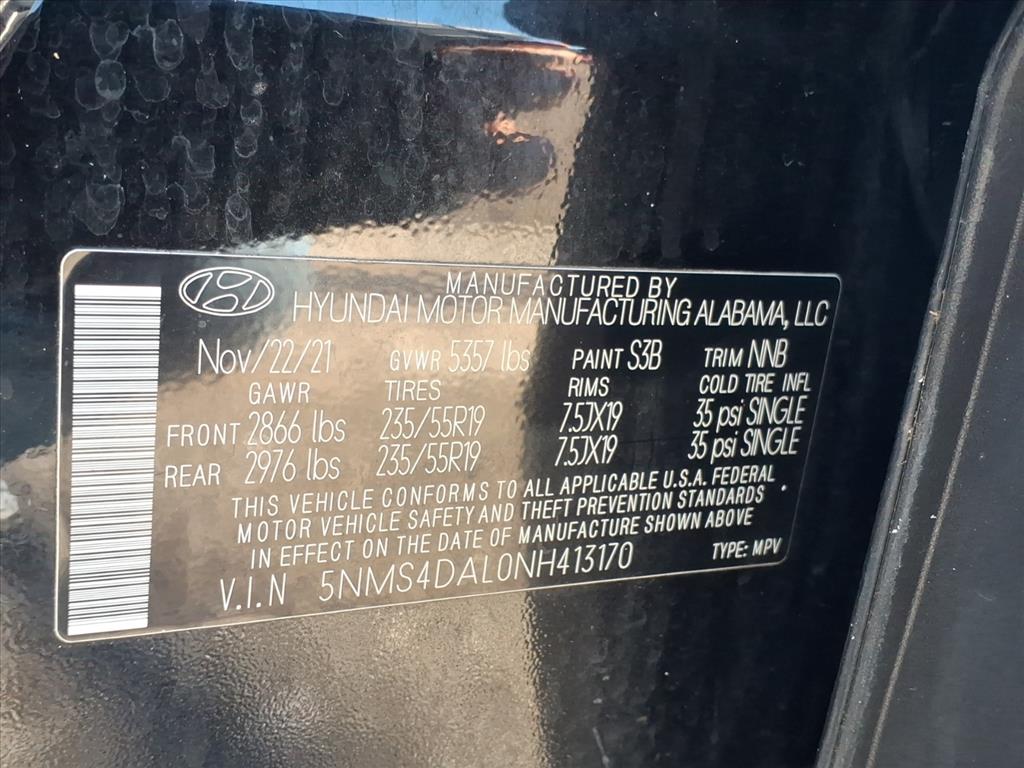 MANUFACTURED BY
HYUNDAI MOTOR MANUFACTURING ALABAMA, LLC
Nov/22/21 GVWR 5357 lbs PAINT S3B TRIM NNB
GAWR TIRES RIMS COLD TIRE INFL
FRONT 2866 lbs 235/55R19 7.5JX19 35 psi SINGLE
REAR 2976 lbs 235/55R19 7.5JX19 35 psi SINGLE
THIS VEHICLE CONFORMS TO ALL APPLICABLE U.S.A. FEDERAL
MOTOR VEHICLE SAFETY AND THEFT PREVENTION STANDARDS
IN EFFECT ON THE DATE OF MANUFACTURE SHOWN ABOVE
V.I.N 5NMS4DAL0NH413170 TYPE: MPV